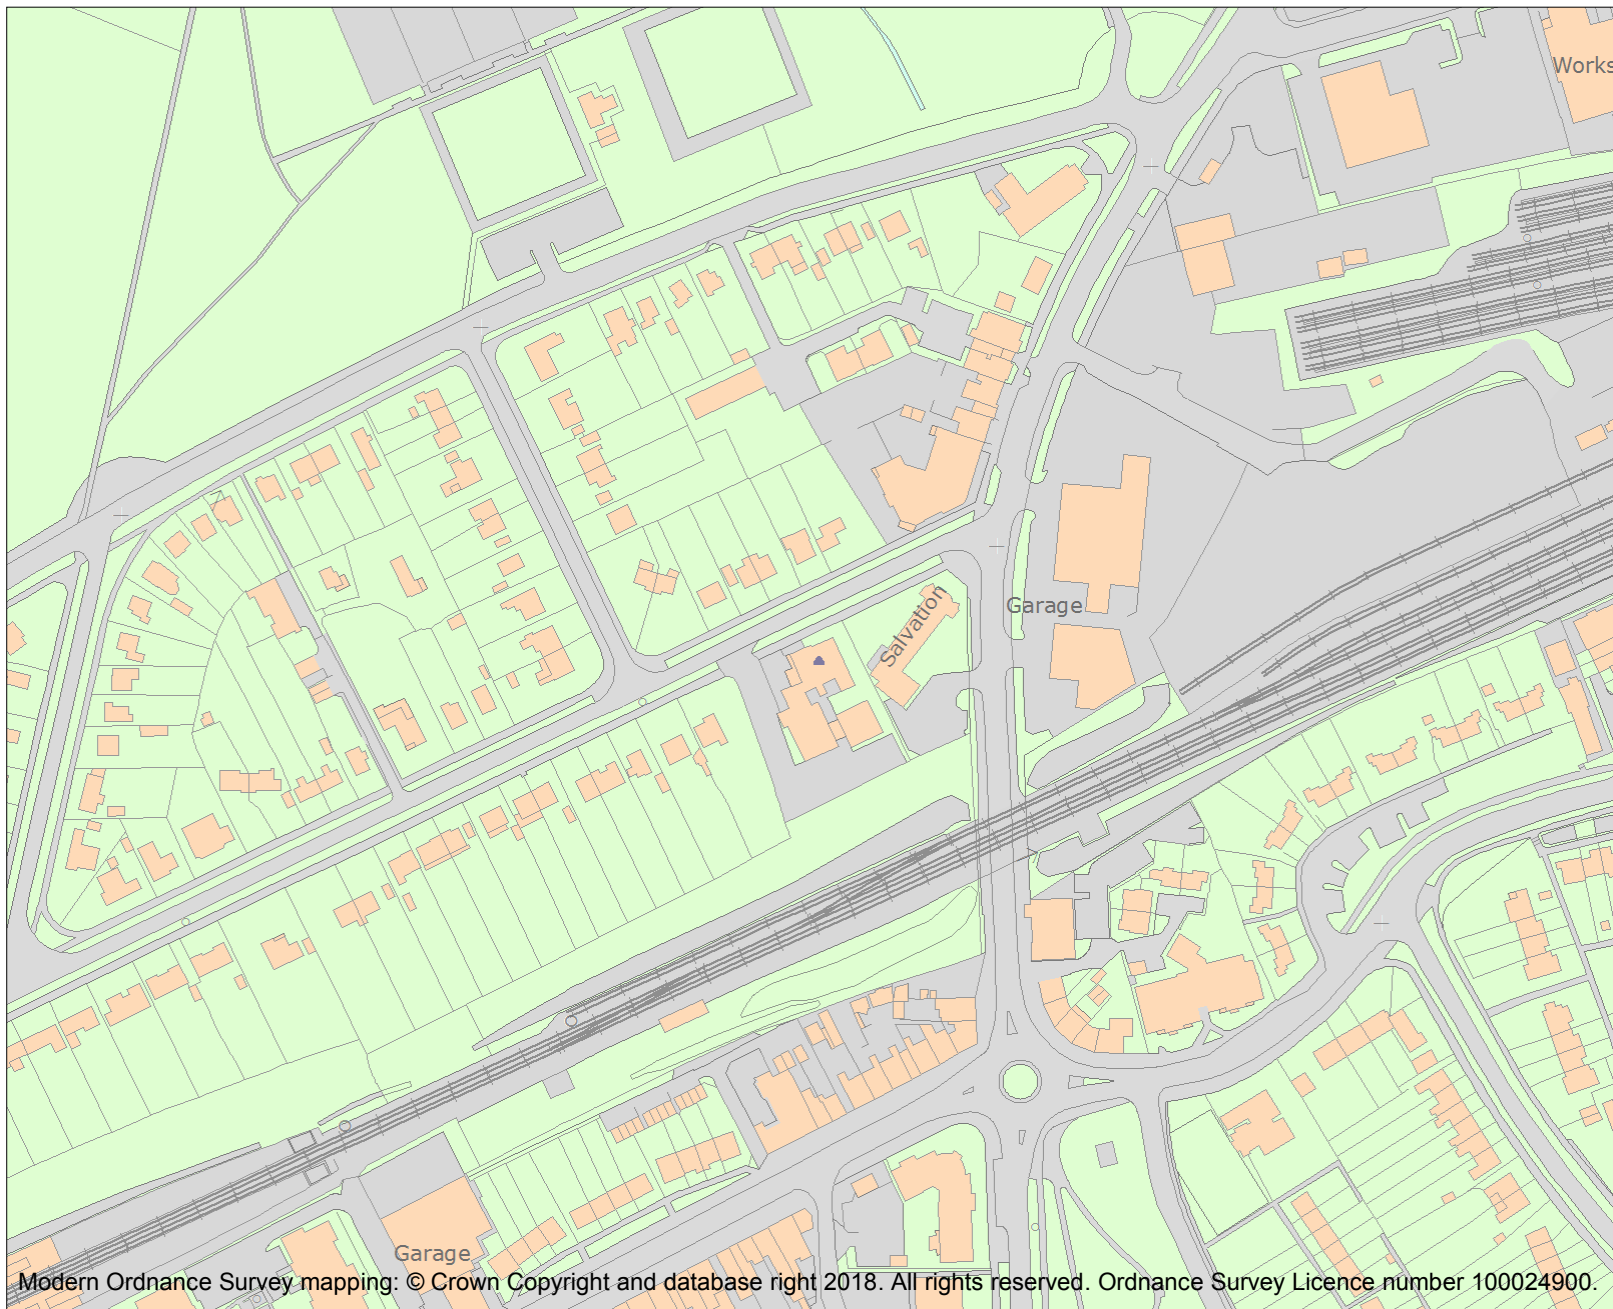 Works
Salvation
Garage
Garage
Modern Ordnance Survey mapping: © Crown Copyright and database right 2018. All rights reserved. Ordnance Survey Licence number 100024900.